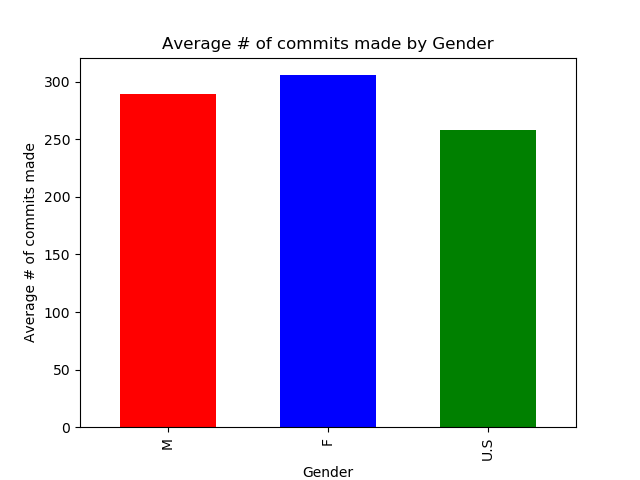 Average # of commits made by Gender
300
250
200
150
100
50
0
Average # of commits made
M
F
U.S
Gender